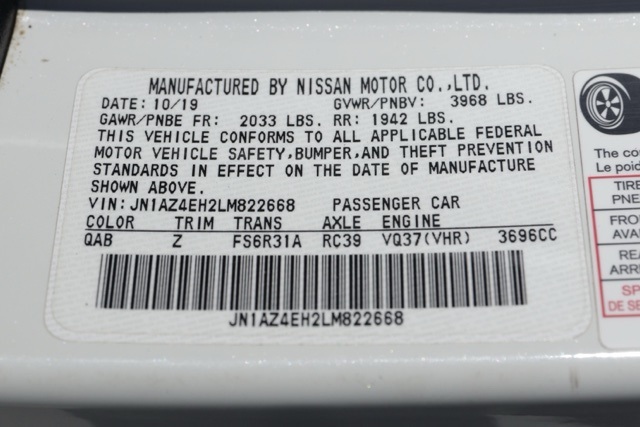 MANUFACTURED BY NISSAN MOTOR CO.,LTD.
DATE: 10/19 GVWR/PNBV: 3968 LBS.
GAWR/PNBE FR: 2033 LBS. RR: 1942 LBS.
THIS VEHICLE CONFORMS TO ALL APPLICABLE FEDERAL
MOTOR VEHICLE SAFETY,BUMPER,AND THEFT PREVENTION
STANDARDS IN EFFECT ON THE DATE OF MANUFACTURE
SHOWN ABOVE.
VIN: JN1AZ4EH2LM822668 PASSENGER CAR
COLOR TRIM TRANS AXLE ENGINE
QAB Z FS6R31A RC39 VQ37(VHR) 3696CC
JN1AZ4EH2LM822668
The
Le
TIRE